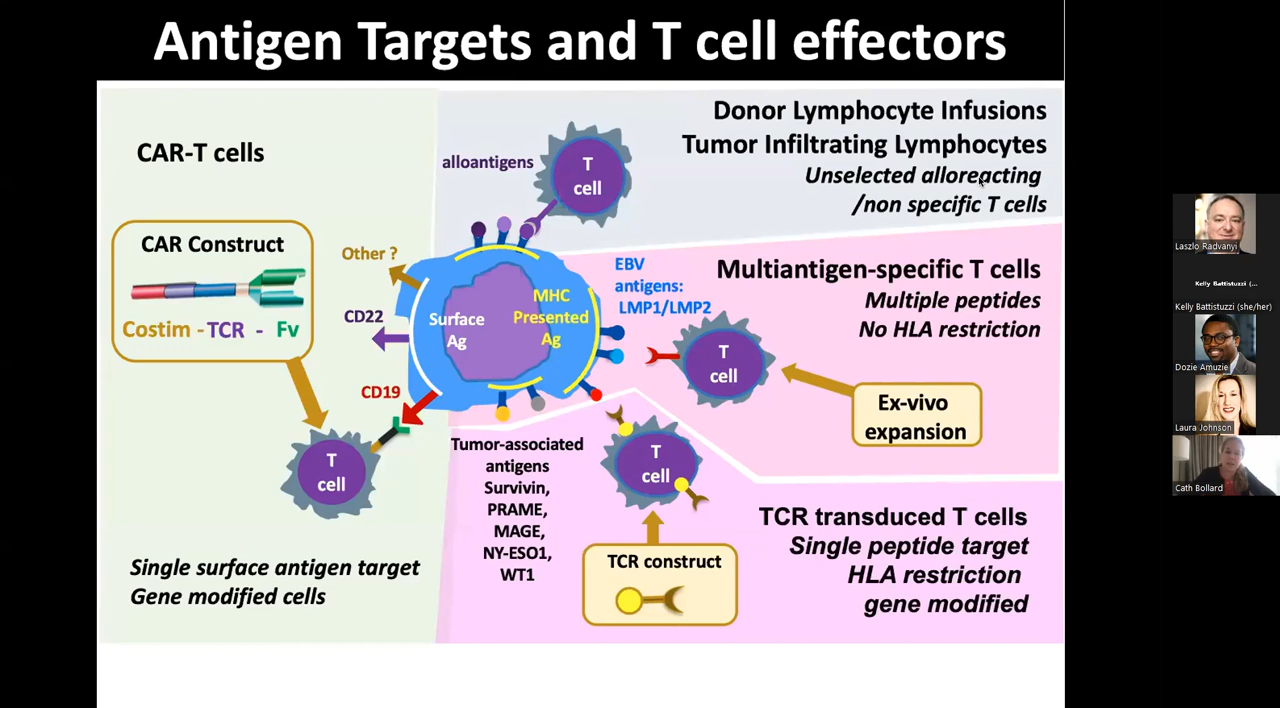 Antigen Targets and T cell effectors
CAR-T cells
CAR Construct
Costim - TCR - Fv
T
cell
Single surface antigen target
Gene modified cells
Other ?
CD22
CD19
Surface
Ag
MHC
Presented
Ag
alloantigens
T
cell
Donor Lymphocyte Infusions
Tumor Infiltrating Lymphocytes
Unselected alloreacting
/non specific T cells
EBV
antigens:
LMP1/LMP2
Multiantigen-specific T cells
Multiple peptides
No HLA restriction
T
cell
Ex-vivo
expansion
Tumor-associated
antigens
Survivin,
PRAME,
MAGE,
NY-ESO1,
WT1
T
cell
TCR construct
TCR transduced T cells
Single peptide target
HLA restriction
gene modified
Laszlo Radvanyi
Kelly Battistuzzi (...
Kelly Battistuzzi (she/her)
Dozie Amuzie
Laura Johnson
Cath Bollard